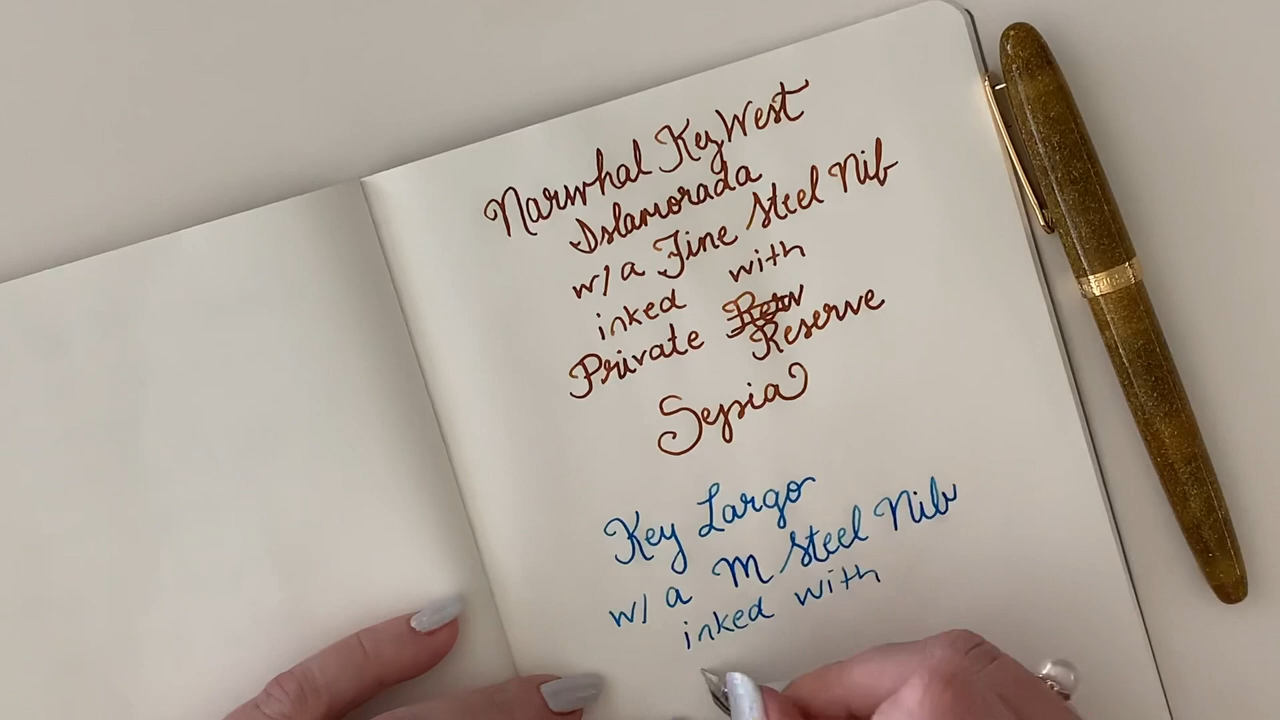 Narwhal Key West
Islamorada
w/ a Fine Steel Nib
inked with
Private Reserve
Sepia
Key Largo
w/ a M Steel Nib
inked with